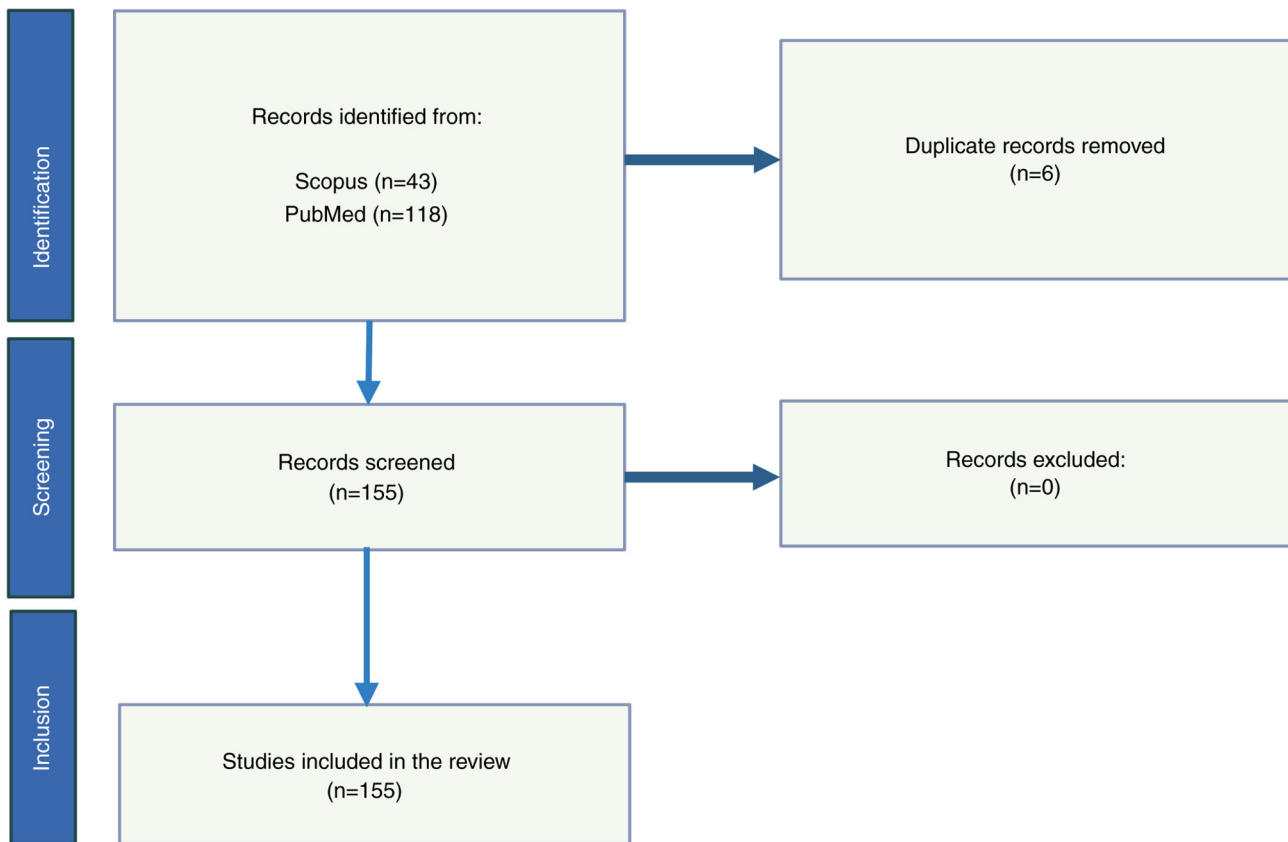 Identification
Records identified from:
Scopus (n=43)
PubMed (n=118)
Duplicate records removed
(n=6)
Screening
Records screened
(n=155)
Records excluded:
(n=0)
Inclusion
Studies included in the review
(n=155)